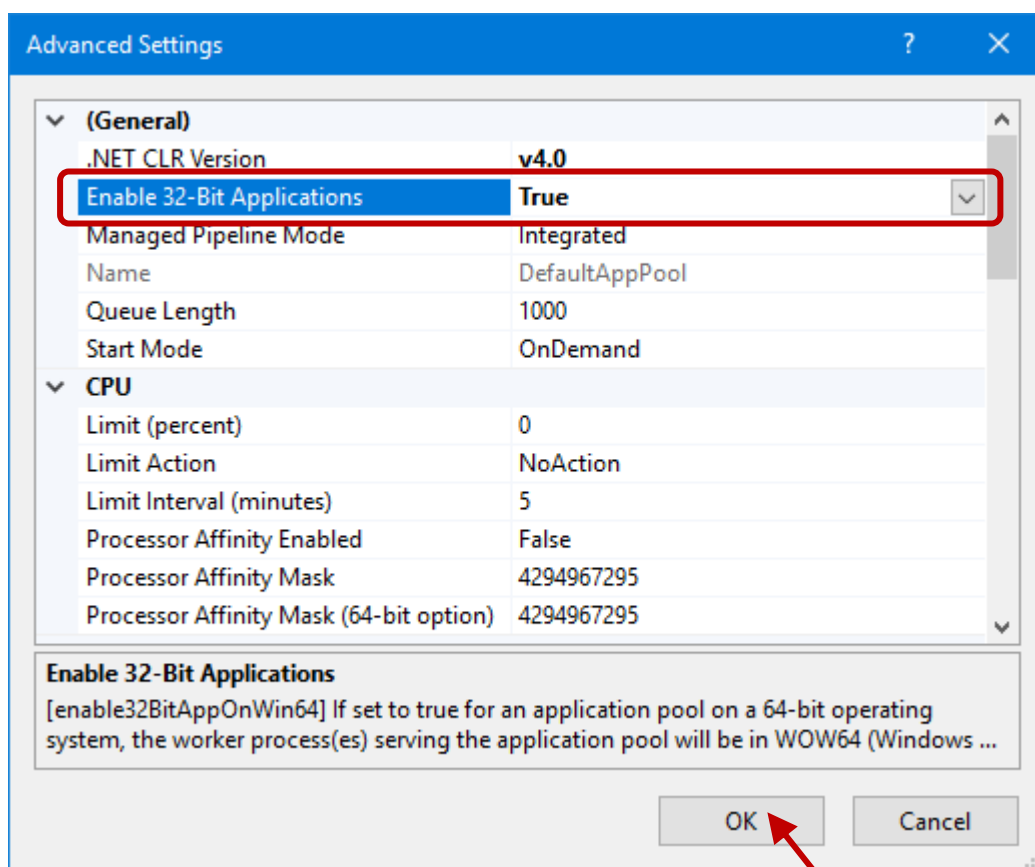 Advanced Settings ?
(General)
.NET CLR Version v4.0
Enable 32-Bit Applications True
Managed Pipeline Mode Integrated
Name DefaultAppPool
Queue Length 1000
Start Mode OnDemand
CPU
Limit (percent) 0
Limit Action NoAction
Limit Interval (minutes) 5
Processor Affinity Enabled False
Processor Affinity Mask 4294967295
Processor Affinity Mask (64-bit option) 4294967295
Enable 32-Bit Applications
[enable32BitAppOnWin64] If set to true for an application pool on a 64-bit operating
system, the worker process(es) serving the application pool will be in WOW64 (Windows ...
OK Cancel